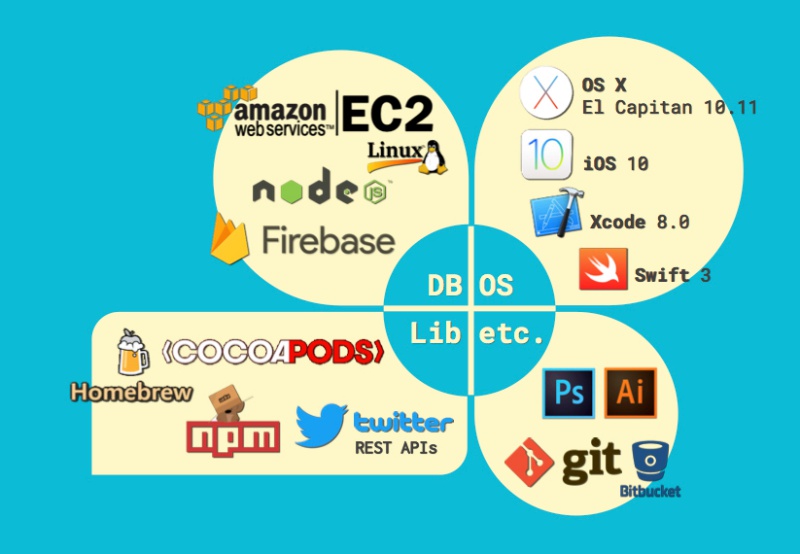 amazon
web services™
EC2
Linux
node JS™
Firebase
OS X
El Capitan 10.11
10
iOS 10
Xcode 8.0
Swift 3
DB OS
Lib etc.
Homebrew
COCOAPODS
npm
twitter
REST APIs
Ps Ai
git
Bitbucket